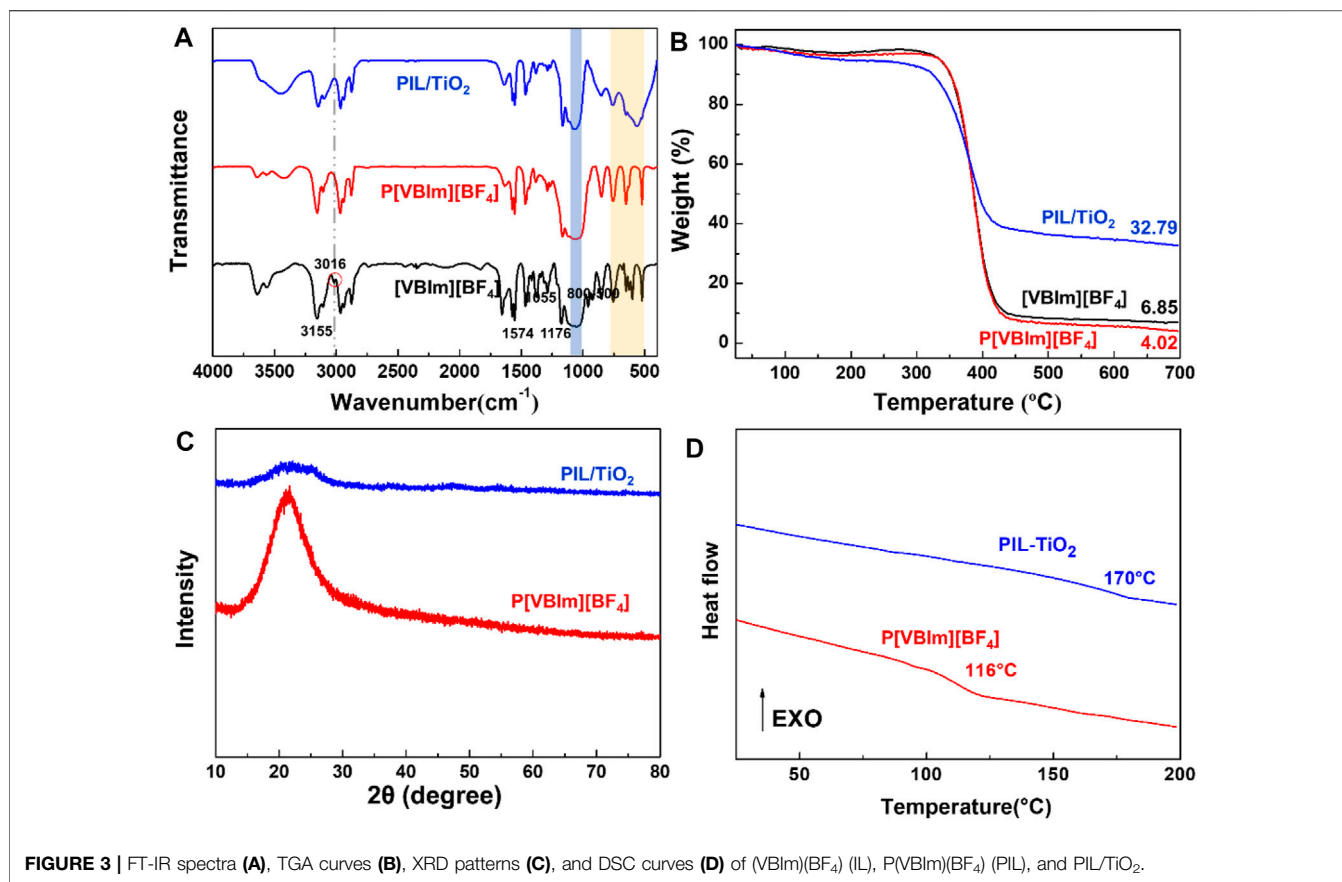 A
PIL/TiO₂
P[VBIm][BF₄]
3016
[VBIm][BF₄]
1055
800-500
3155
1574
1176
Transmittance
4000 3500 3000 2500 2000 1500 1000 500
Wavenumber(cm⁻¹)
B
100
80
60
40
20
0
Weight (%)
PIL/TiO₂
32.79
[VBIm][BF₄]
6.85
P[VBIm][BF₄]
4.02
100 200 300 400 500 600 700
Temperature (°C)
C
PIL/TiO₂
P[VBIm][BF₄]
Intensity
10 20 30 40 50 60 70 80
2θ (degree)
D
PIL-TiO₂
170°C
P[VBIm][BF₄]
116°C
EXO
Heat flow
50 100 150 200
Temperature(°C)
FIGURE 3 | FT-IR spectra (A), TGA curves (B), XRD patterns (C), and DSC curves (D) of (VBIm)(BF₄) (IL), P(VBIm)(BF₄) (PIL), and PIL/TiO₂.